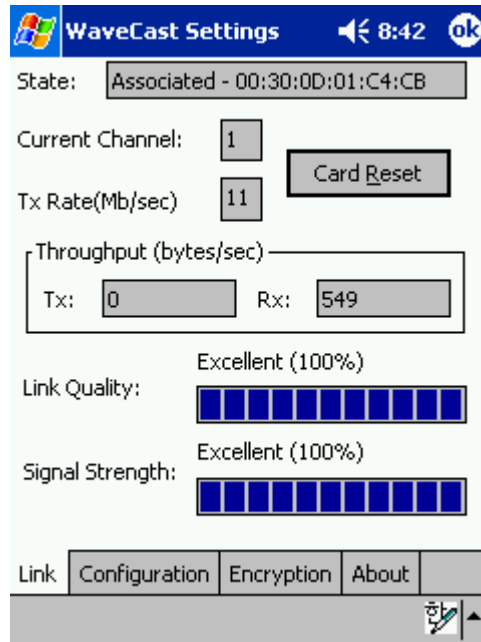 WaveCast Settings 8:42 ok
State: Associated - 00:30:0D:01:C4:CB
Current Channel: 1
Card Reset
Tx Rate(Mb/sec) 11
Throughput (bytes/sec)
Tx: 0 Rx: 549
Excellent (100%)
Link Quality:
Excellent (100%)
Signal Strength:
Link Configuration Encryption About
한